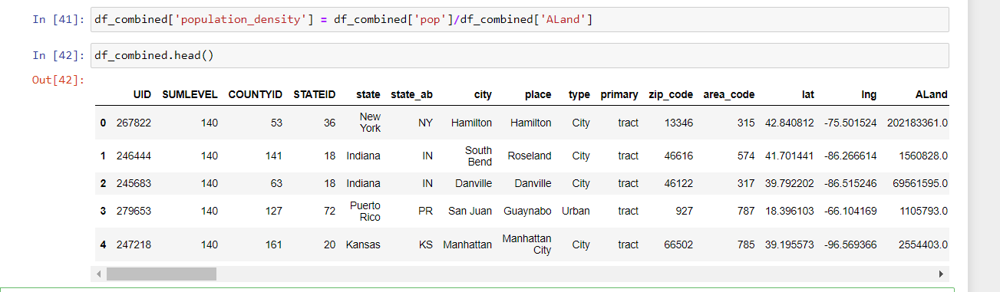 In [41]: df_combined['population_density'] = df_combined['pop']/df_combined['ALand']
In [42]: df_combined.head()
Out[42]:
UID SUMLEVEL COUNTYID STATEID state state_ab city place type primary zip_code area_code lat lng ALand
0 267822 140 53 36 New York NY Hamilton Hamilton City tract 13346 315 42.840812 -75.501524 202183361.0
1 246444 140 141 18 Indiana IN South Bend Roseland City tract 46616 574 41.701441 -86.266614 1560828.0
2 245683 140 63 18 Indiana IN Danville Danville City tract 46122 317 39.792202 -86.515246 69561595.0
3 279653 140 127 72 Puerto Rico PR San Juan Guaynabo Urban tract 927 787 18.396103 -66.104169 1105793.0
4 247218 140 161 20 Kansas KS Manhattan Manhattan City City tract 66502 785 39.195573 -96.569366 2554403.0